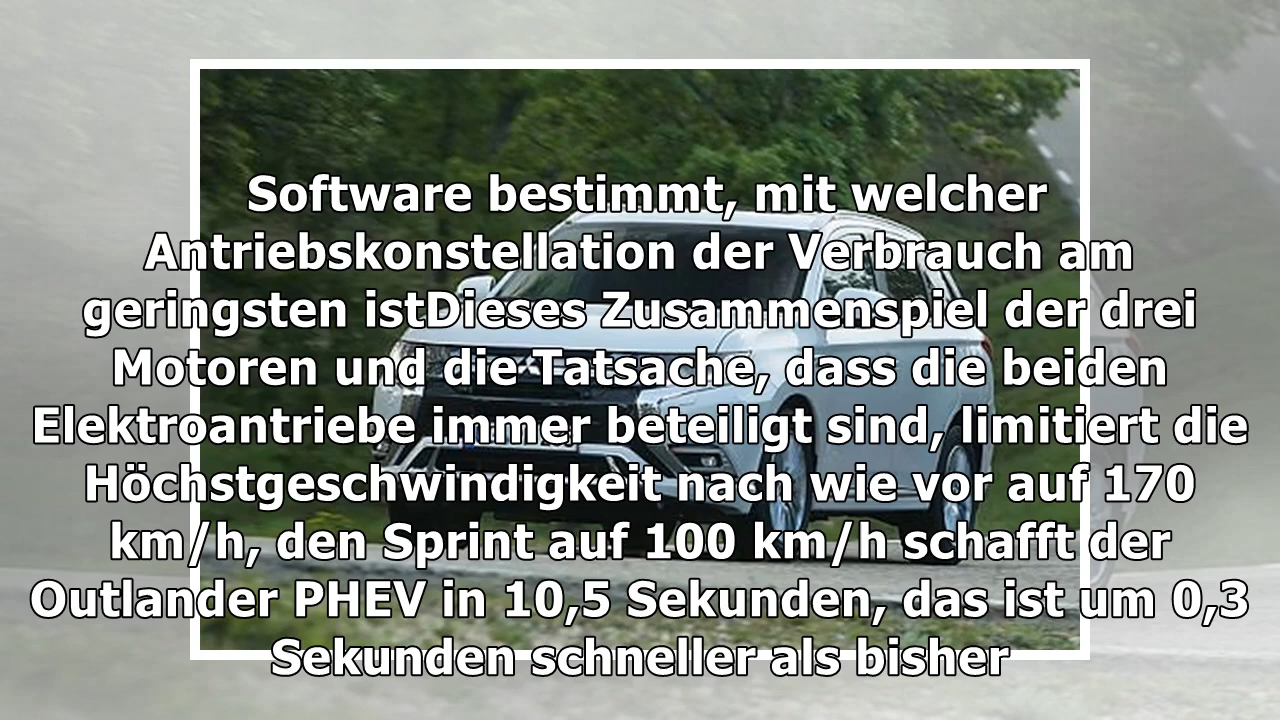 Software bestimmt, mit welcher
Antriebskonstellation der Verbrauch am
geringsten istDieses Zusammenspiel der drei
Motoren und die Tatsache, dass die beiden
Elektroantriebe immer beteiligt sind, limitiert die
Höchstgeschwindigkeit nach wie vor auf 170
km/h, den Sprint auf 100 km/h schafft der
Outlander PHEV in 10,5 Sekunden, das ist um 0,3
Sekunden schneller als bisher